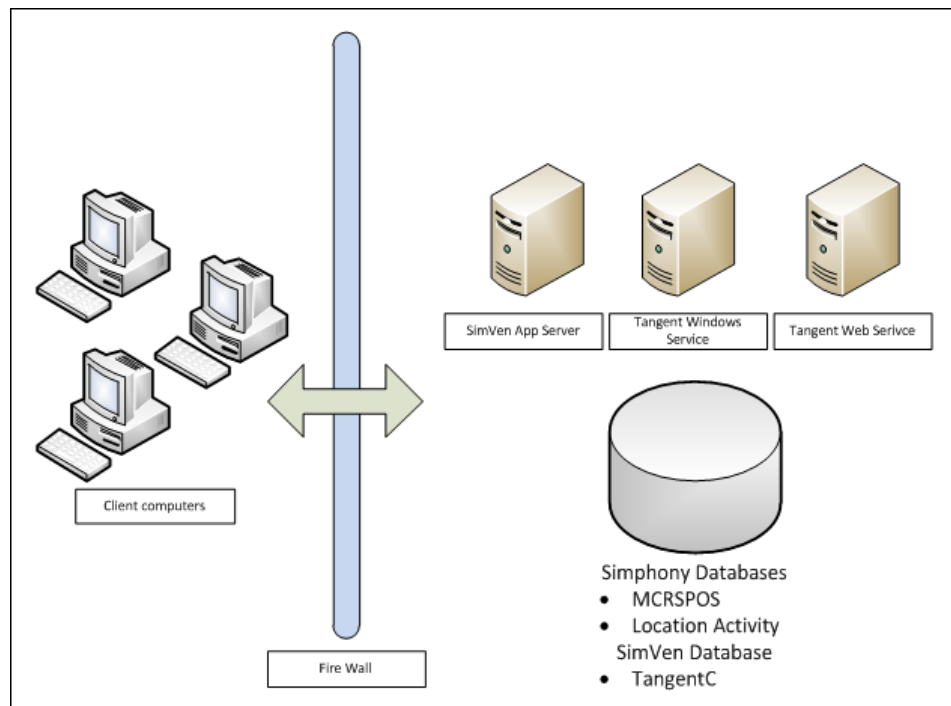 SimVen App Server
Tangent Windows
Service
Tangent Web Serivce
Client computers
Simphony Databases
• MCRSPOS
• Location Activity
SimVen Database
• TangentC
Fire Wall